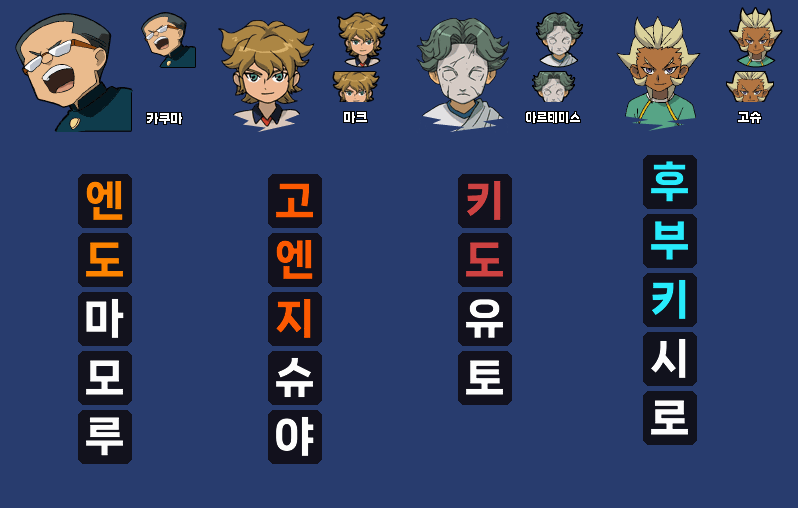 카쿠마
마크
아르테미스
고슈
엔도마모루
고엔지슈야
키도유토
후부키시로